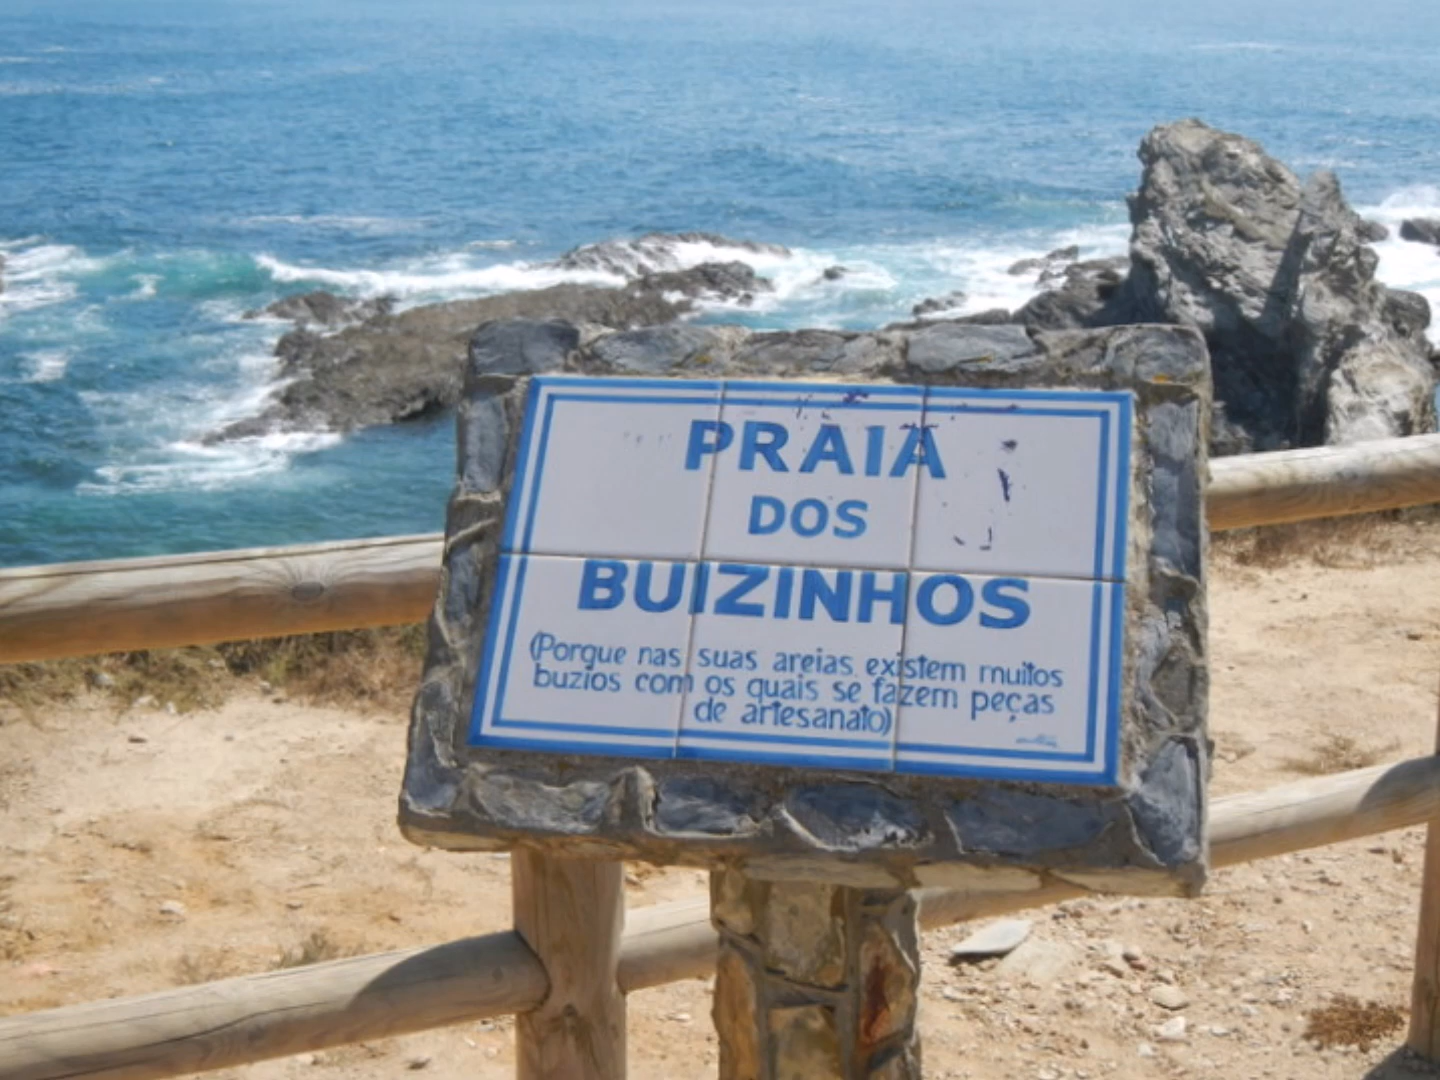 PRAIA
DOS
BUIZINHOS
(Porque nas suas areias existem muitos
buzios com os quais se fazem peças
de artesanato)